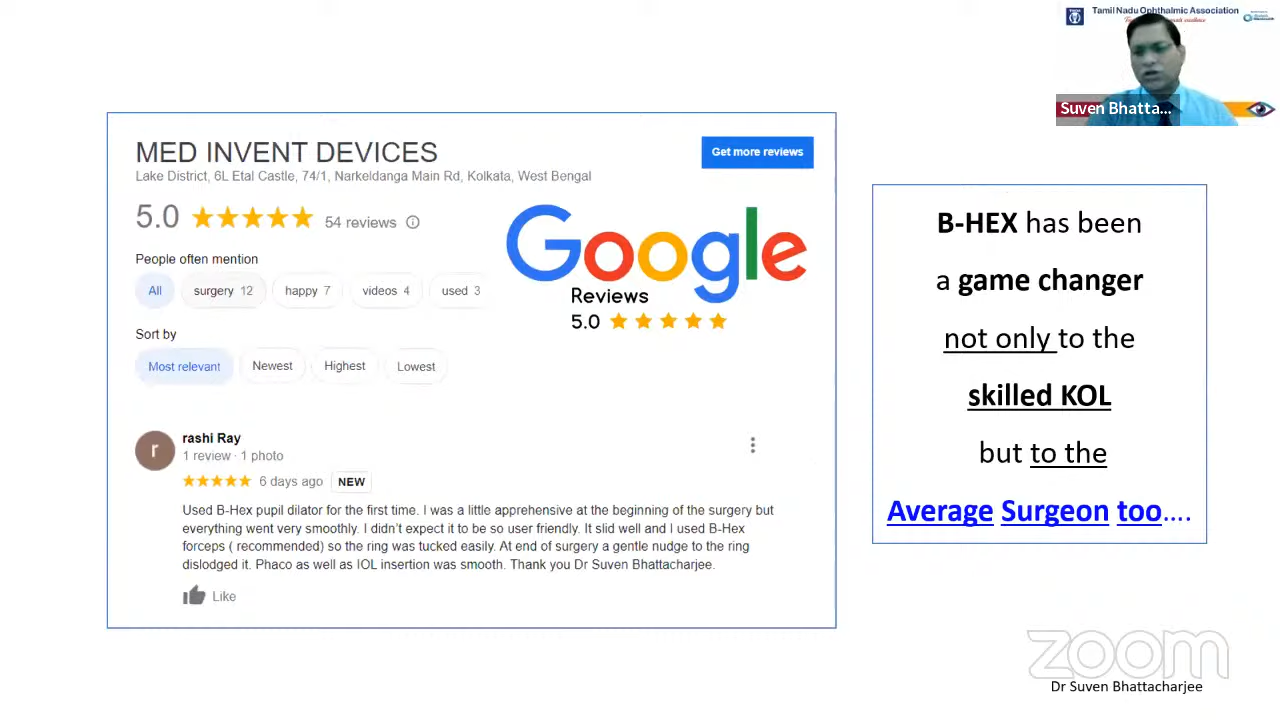 Tamil Nadu Ophthalmic Association
Suven Bhatta...
MED INVENT DEVICES
Get more reviews
Lake District, 6L Etal Castle, 74/1, Narkeldanga Main Rd, Kolkata, West Bengal
5.0
54 reviews
Google
Reviews
5.0
People often mention
All
surgery 12
happy 7
videos 4
used 3
Sort by
Most relevant
Newest
Highest
Lowest
r
rashi Ray
1 review · 1 photo
6 days ago
NEW
Used B-Hex pupil dilator for the first time. I was a little apprehensive at the beginning of the surgery but
everything went very smoothly. I didn't expect it to be so user friendly. It slid well and I used B-Hex
forceps ( recommended) so the ring was tucked easily. At end of surgery a gentle nudge to the ring
dislodged it. Phaco as well as IOL insertion was smooth. Thank you Dr Suven Bhattacharjee.
Like
B-HEX has been
a game changer
not only to the
skilled KOL
but to the
Average Surgeon too....
zoom
Dr Suven Bhattacharjee